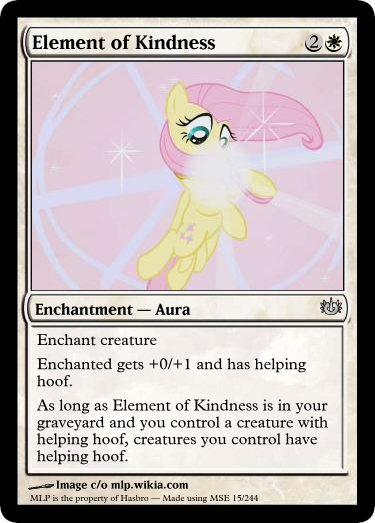 Element of Kindness 2
Enchantment — Aura
Enchant creature
Enchanted gets +0/+1 and has helping
hoof.
As long as Element of Kindness is in your
graveyard and you control a creature with
helping hoof, creatures you control have
helping hoof.
Image c/o mlp.wikia.com
MLP is the property of Hasbro — Made using MSE 15/244